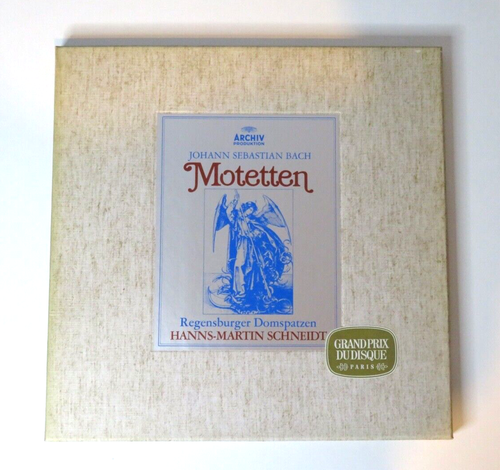 ARCHIV
PRODUKTION
JOHANN SEBASTIAN BACH
Motetten
Regensburger Domspatzen
HANNS-MARTIN SCHNEIDT
GRAND PRIX
DU DISQUE
PARIS